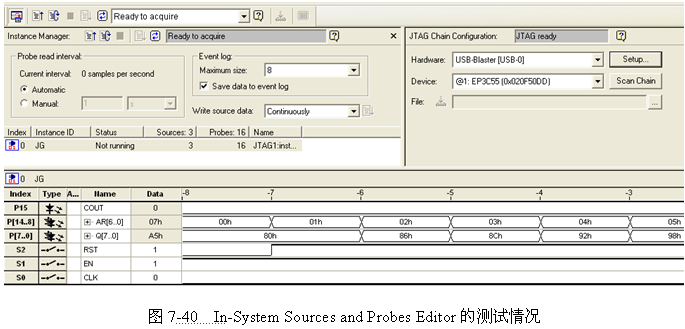 Ready to acquire
Instance Manager: Ready to acquire
JTAG Chain Configuration: JTAG ready
Probe read interval:
Current interval: 0 samples per second
Automatic
Manual: 1 s
Event log:
Maximum size: 8
Save data to event log
Write source data: Continuously
Hardware: USB-Blaster [USB-0] Setup...
Device: @1: EP3C55 (0x020F50DD) Scan Chain
File: ...
Index Instance ID Status Sources: 3 Probes: 16 Name
0 JG Not running 3 16 JTAG1:inst...
0 JG
Index Type A... Name Data -8 -7 -6 -5 -4 -3
P15 COUT 0
P[14..8] AR[6..0] 07h 00h 01h 02h 03h 04h 05h
P[7..0] Q[7..0] A5h 80h 86h 8Ch 92h 98h
S2 RST 1
S1 EN 1
S0 CLK 0
图 7-40 In-System Sources and Probes Editor 的测试情况